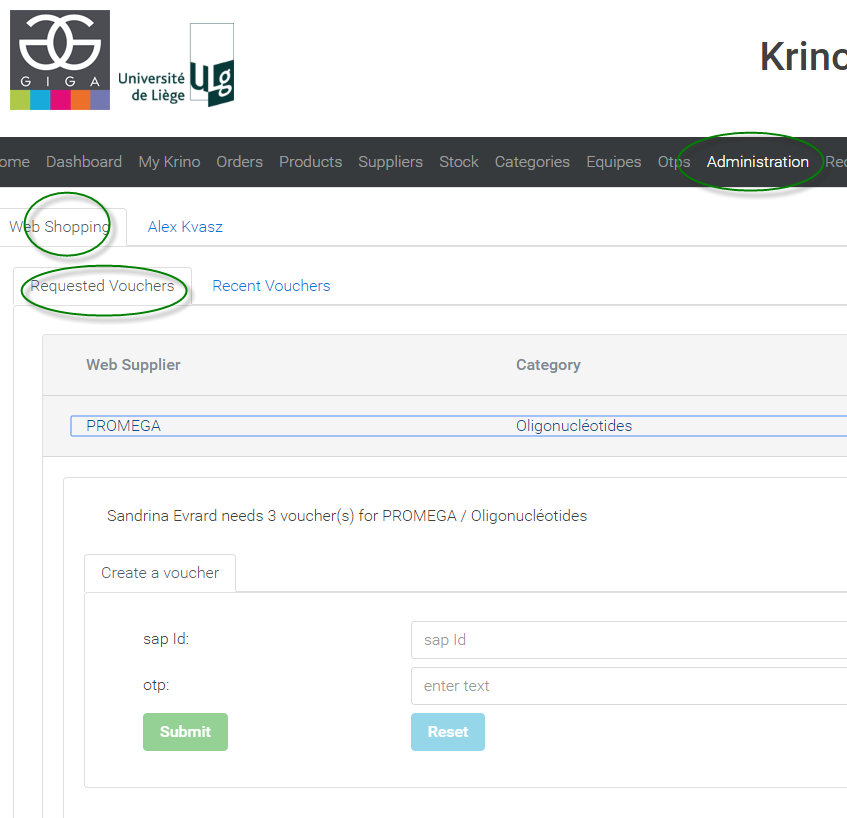 GIGA
Université
de Liège
ulg
Krino
ome Dashboard My Krino Orders Products Suppliers Stock Categories Equipes Otps Administration Rec
Web Shopping Alex Kvasz
Requested Vouchers Recent Vouchers
Web Supplier Category
PROMEGA Oligonucléotides
Sandrina Evrard needs 3 voucher(s) for PROMEGA / Oligonucléotides
Create a voucher
sap Id: sap Id
otp: enter text
Submit Reset